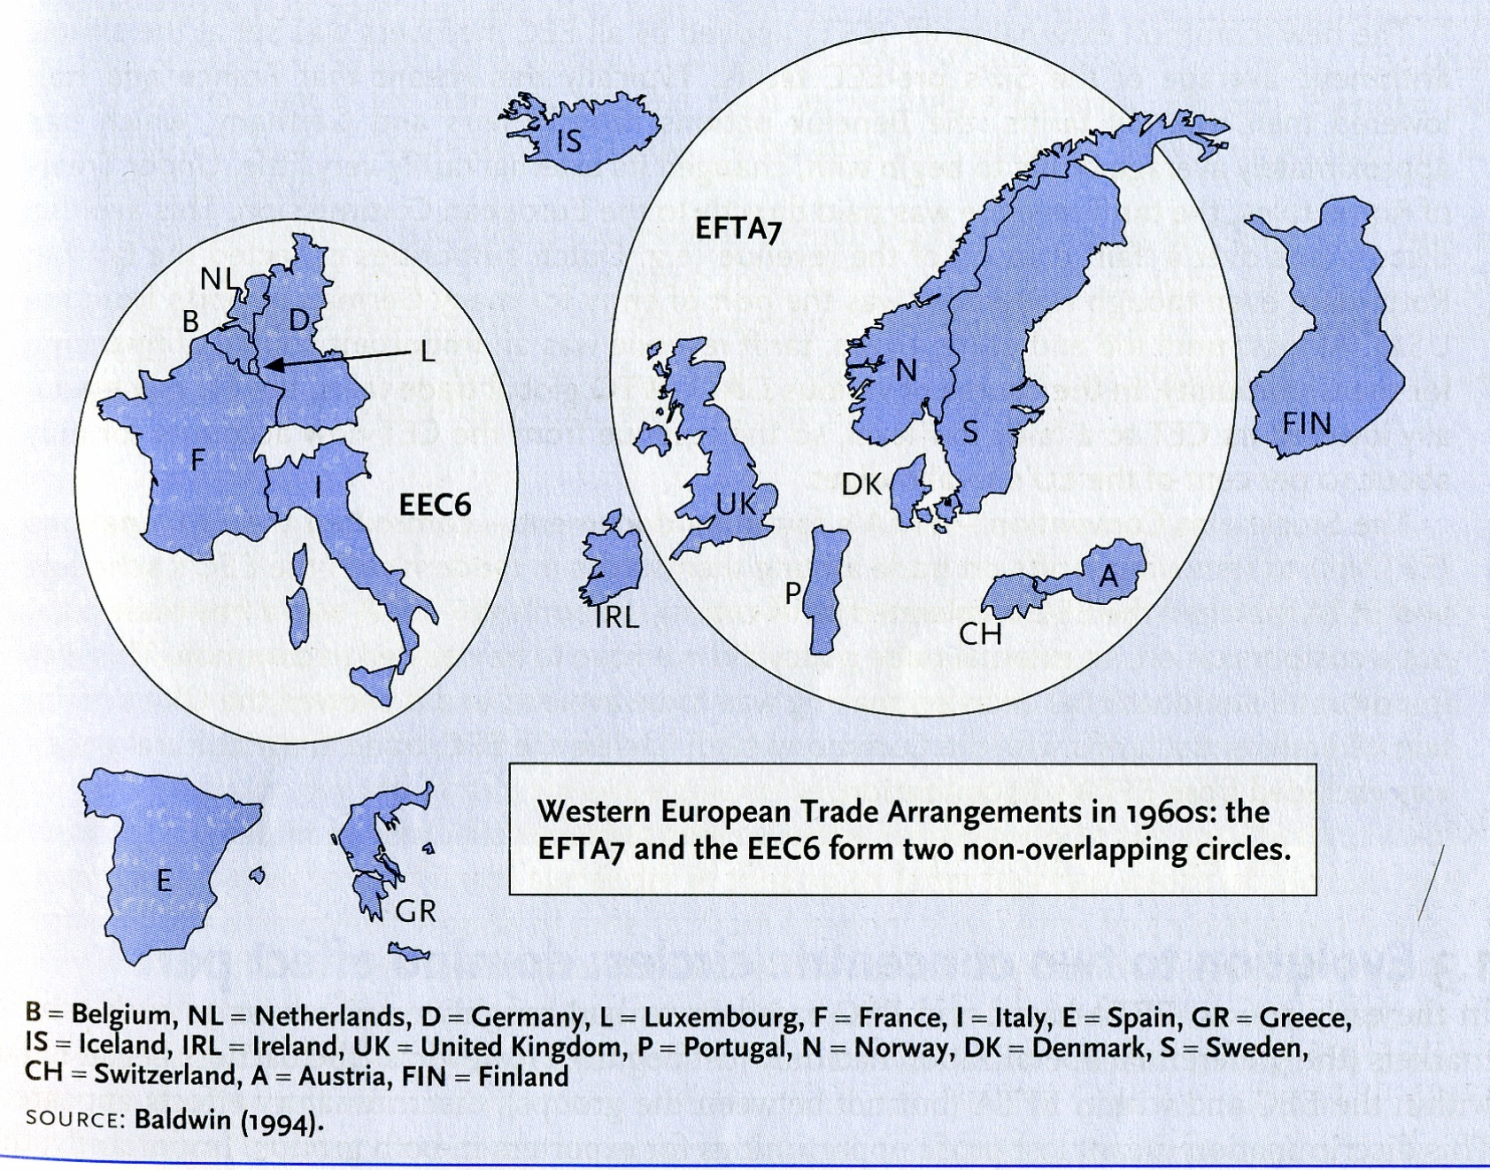 IS
EFTA7
NL
B
D
L
N
F
S
FIN
I
EEC6
DK
UK
P
A
IRL
CH
Western European Trade Arrangements in 1960s: the
EFTA7 and the EEC6 form two non-overlapping circles.
E
GR
B = Belgium, NL = Netherlands, D = Germany, L = Luxembourg, F = France, I = Italy, E = Spain, GR = Greece,
IS = Iceland, IRL = Ireland, UK = United Kingdom, P = Portugal, N = Norway, DK = Denmark, S = Sweden,
CH = Switzerland, A = Austria, FIN = Finland
SOURCE: Baldwin (1994).